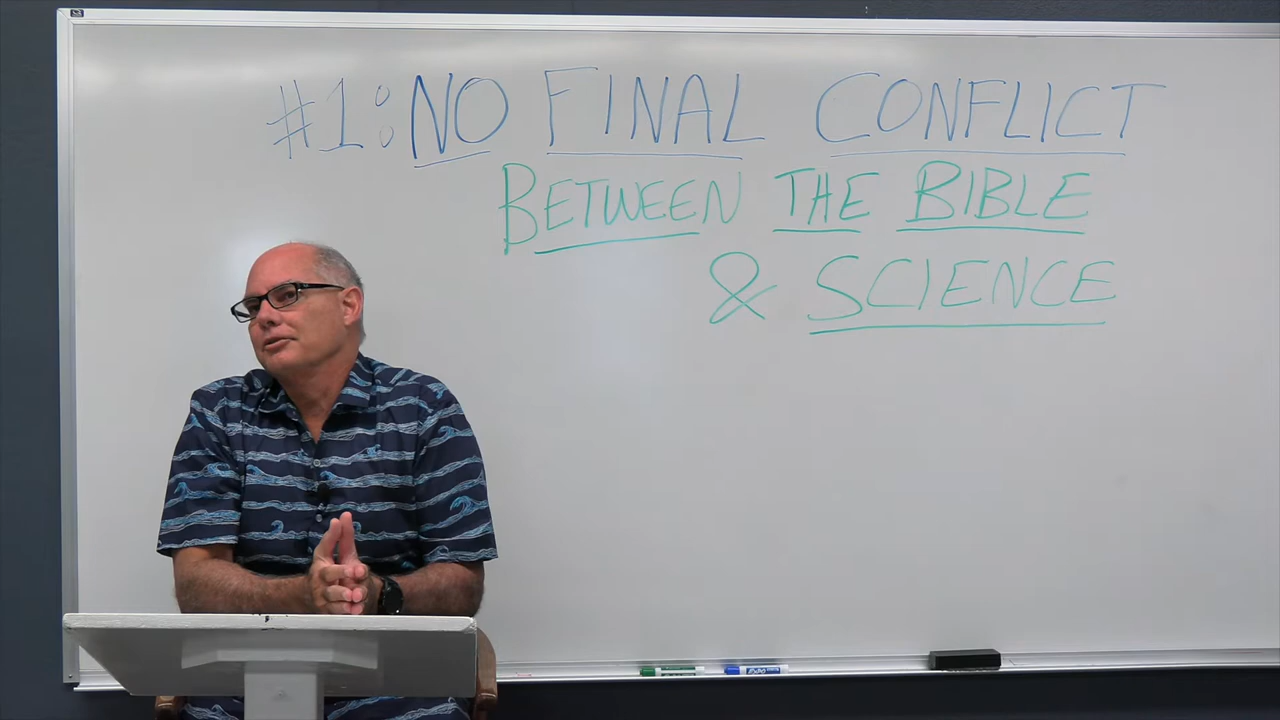 #1: NO FINAL CONFLICT
BETWEEN THE BIBLE
& SCIENCE